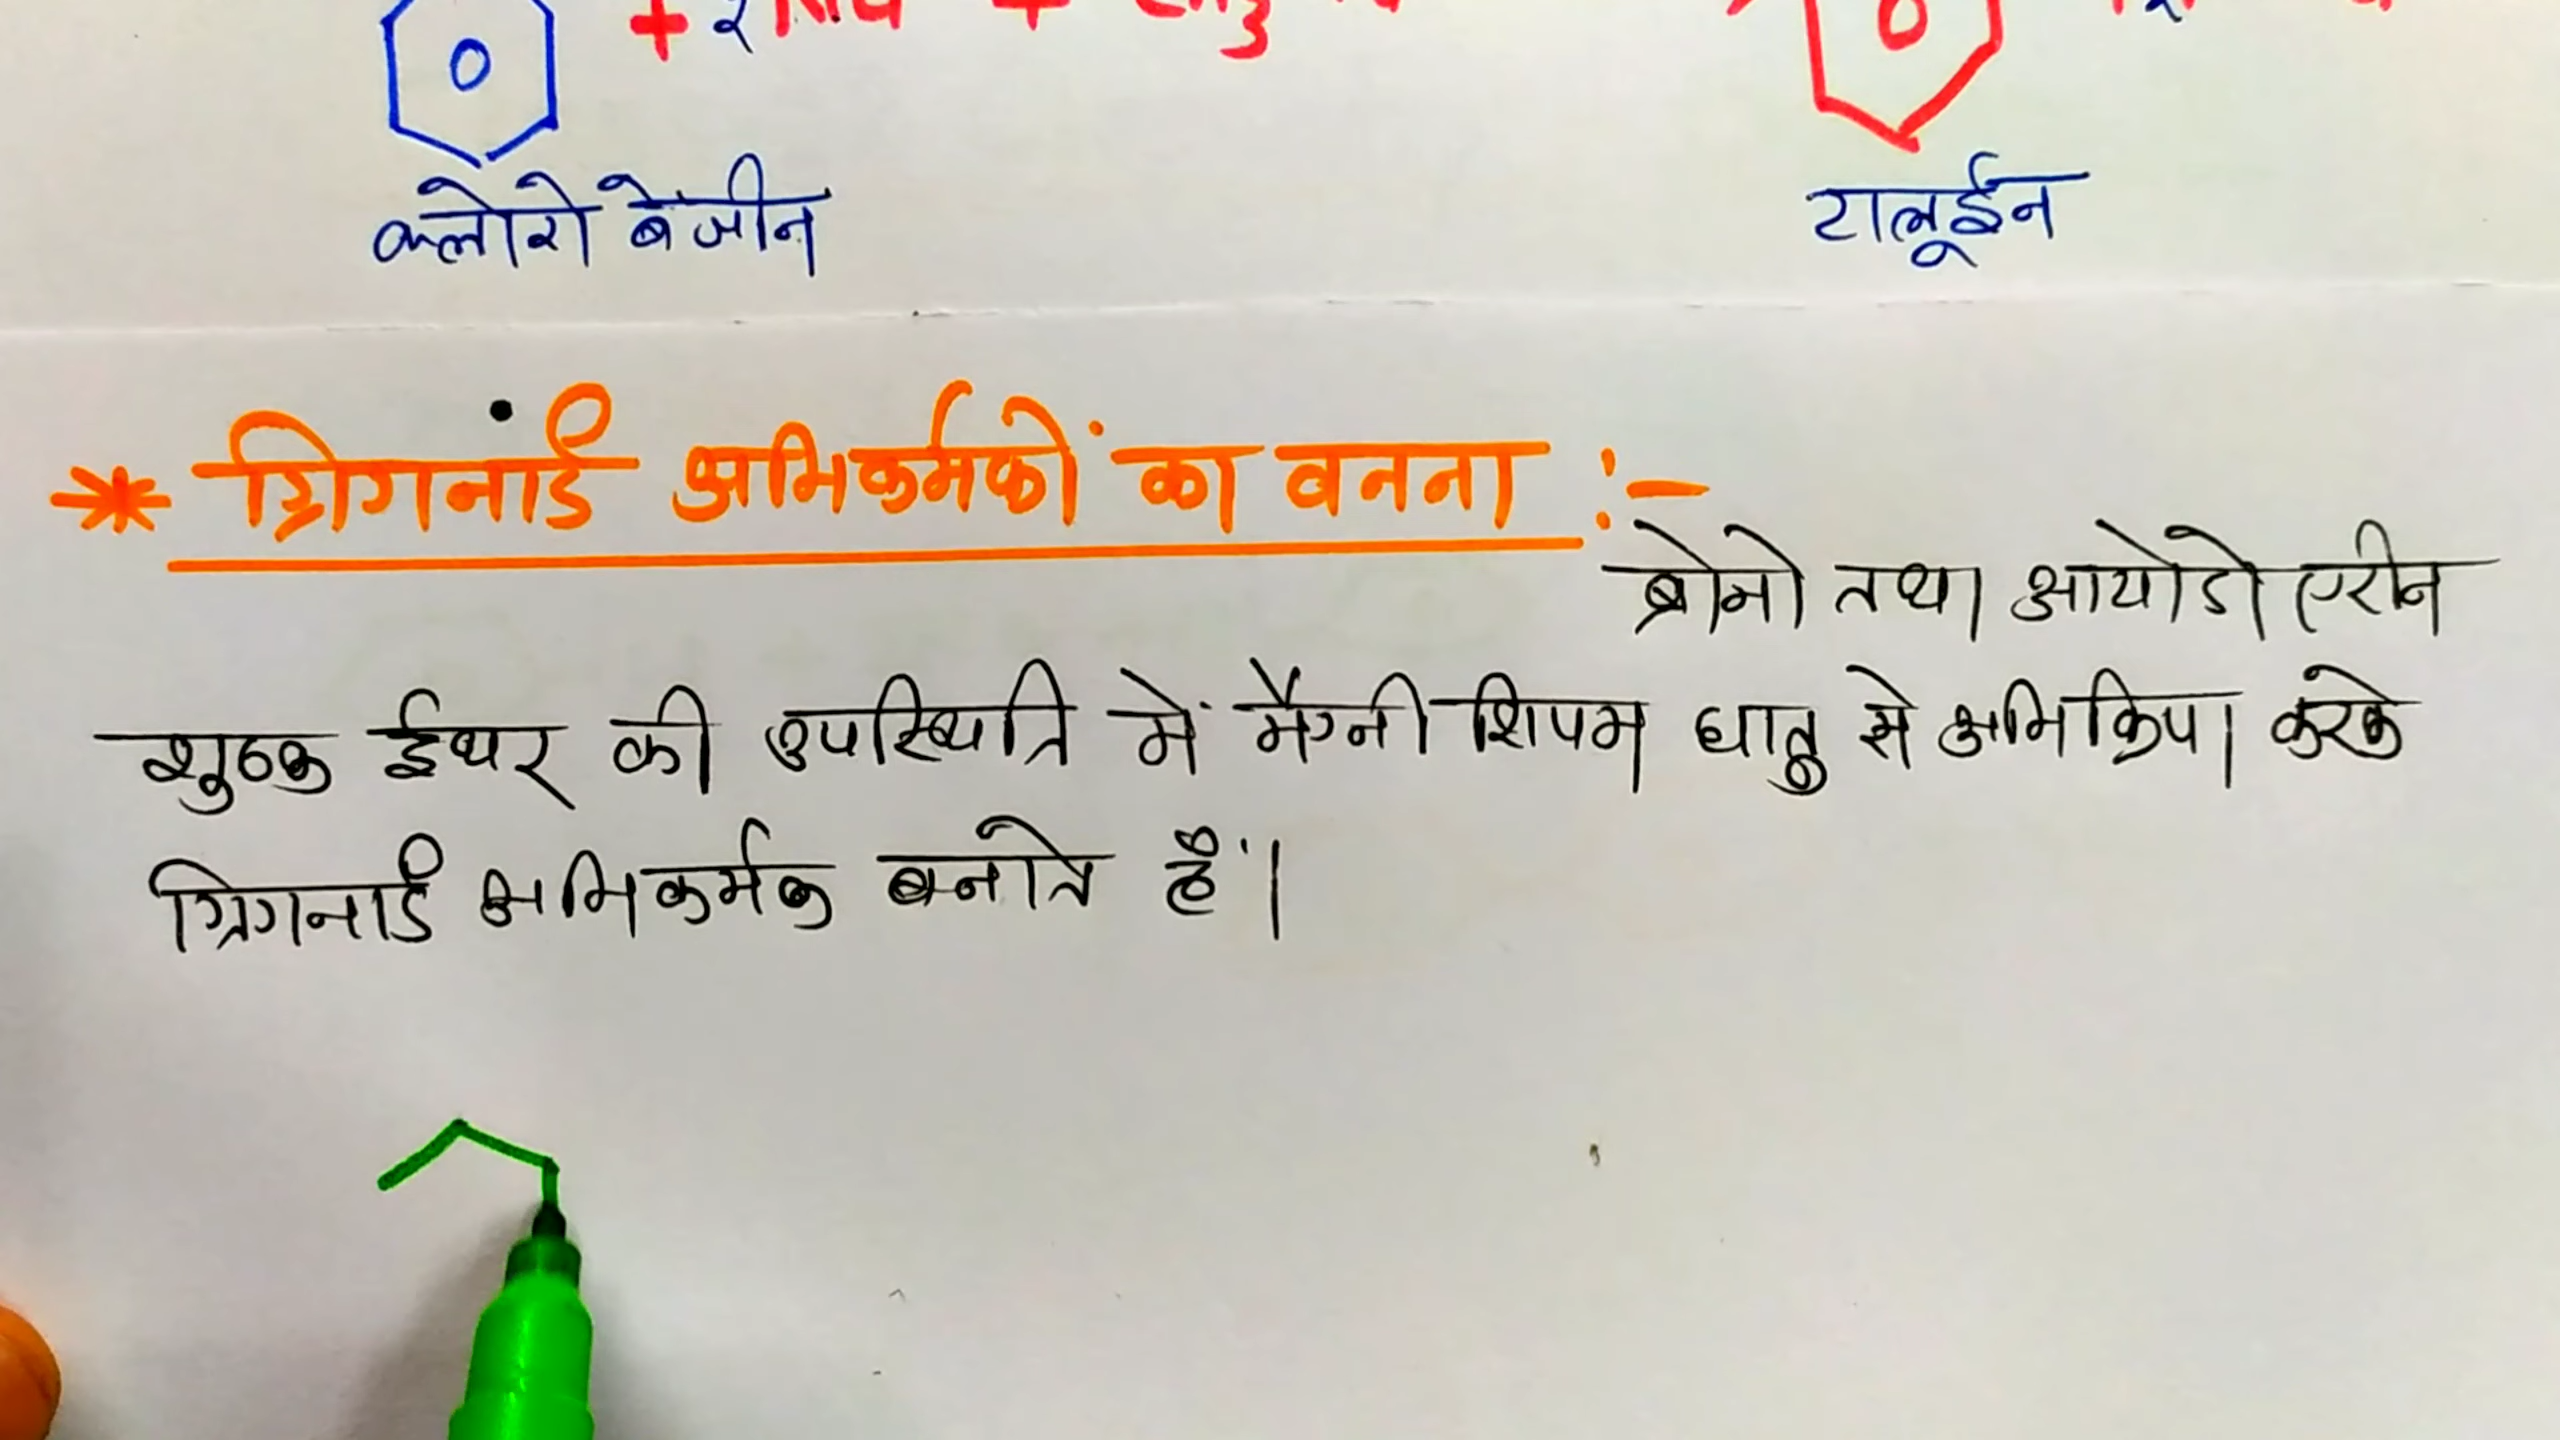 + २
क्लोरो बेंजीन
टालूईन
* ग्रिगनार्ड अभिकर्मकों का बनना :-
ब्रोमो तथा आयोडो एरीन
शुष्क ईथर की उपस्थिति में मैग्नीशियम धातु से अभिक्रिया करके
ग्रिगनार्ड अभिकर्मक बनाते हैं।